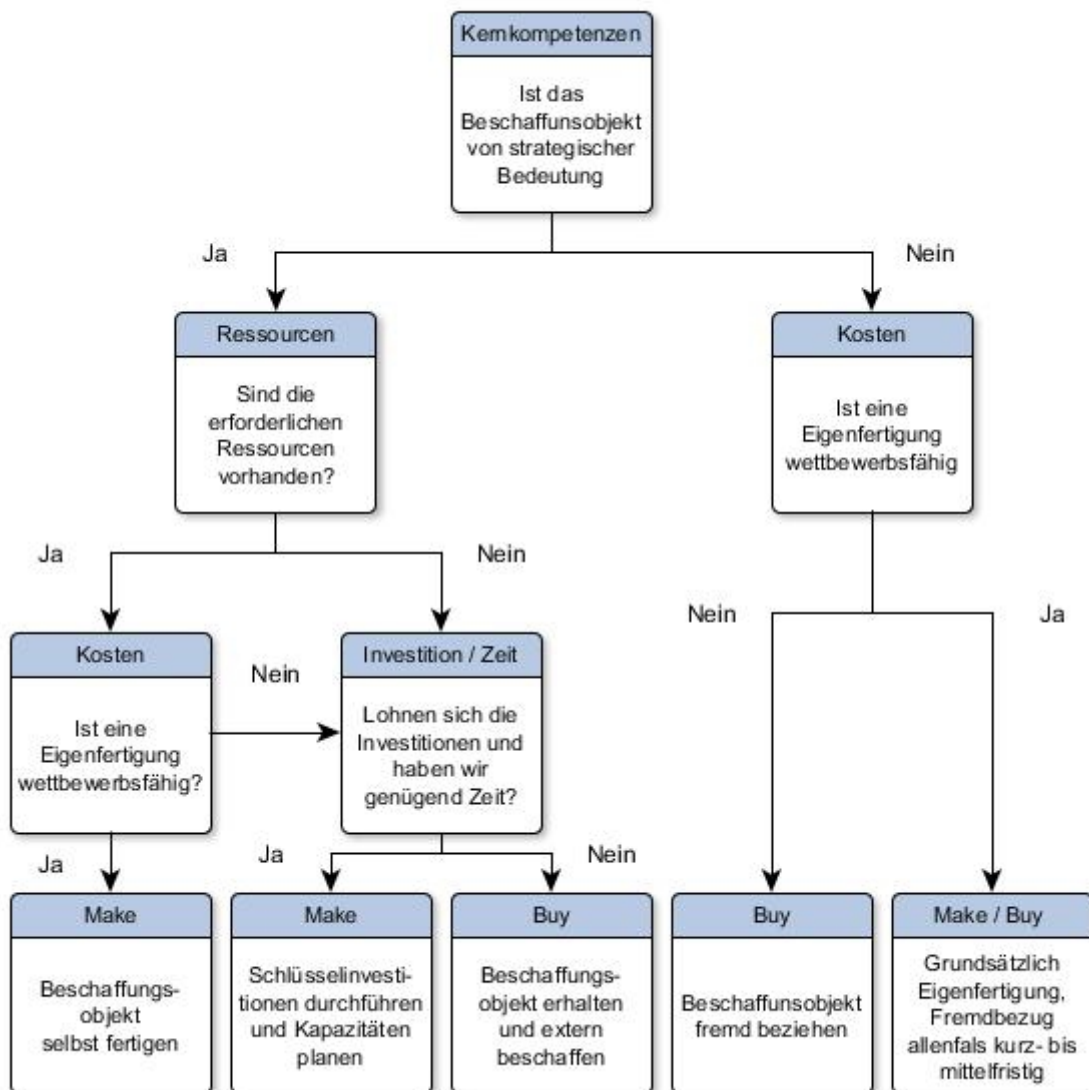 Kernkompetenzen
Ist das
Beschaffunsobjekt
von strategischer
Bedeutung
Ja
Nein
Ressourcen
Sind die
erforderlichen
Ressourcen
vorhanden?
Kosten
Ist eine
Eigenfertigung
wettbewerbsfähig
Ja
Nein
Nein
Ja
Kosten
Ist eine
Eigenfertigung
wettbewerbsfähig?
Nein
Investition / Zeit
Lohnen sich die
Investitionen und
haben wir
genügend Zeit?
Ja
Ja
Nein
Make
Beschaffungs-
objekt
selbst fertigen
Make
Schlüsselinvesti-
tionen durchführen
und Kapazitäten
planen
Buy
Beschaffungs-
objekt erhalten
und extern
beschaffen
Buy
Beschaffunsobjekt
fremd beziehen
Make / Buy
Grundsätzlich
Eigenfertigung,
Fremdbezug
allenfalls kurz- bis
mittelfristig